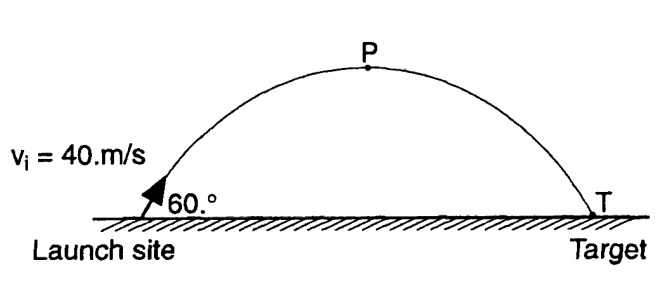 P
vᵢ = 40.m/s
60.°
T
Launch site
Target